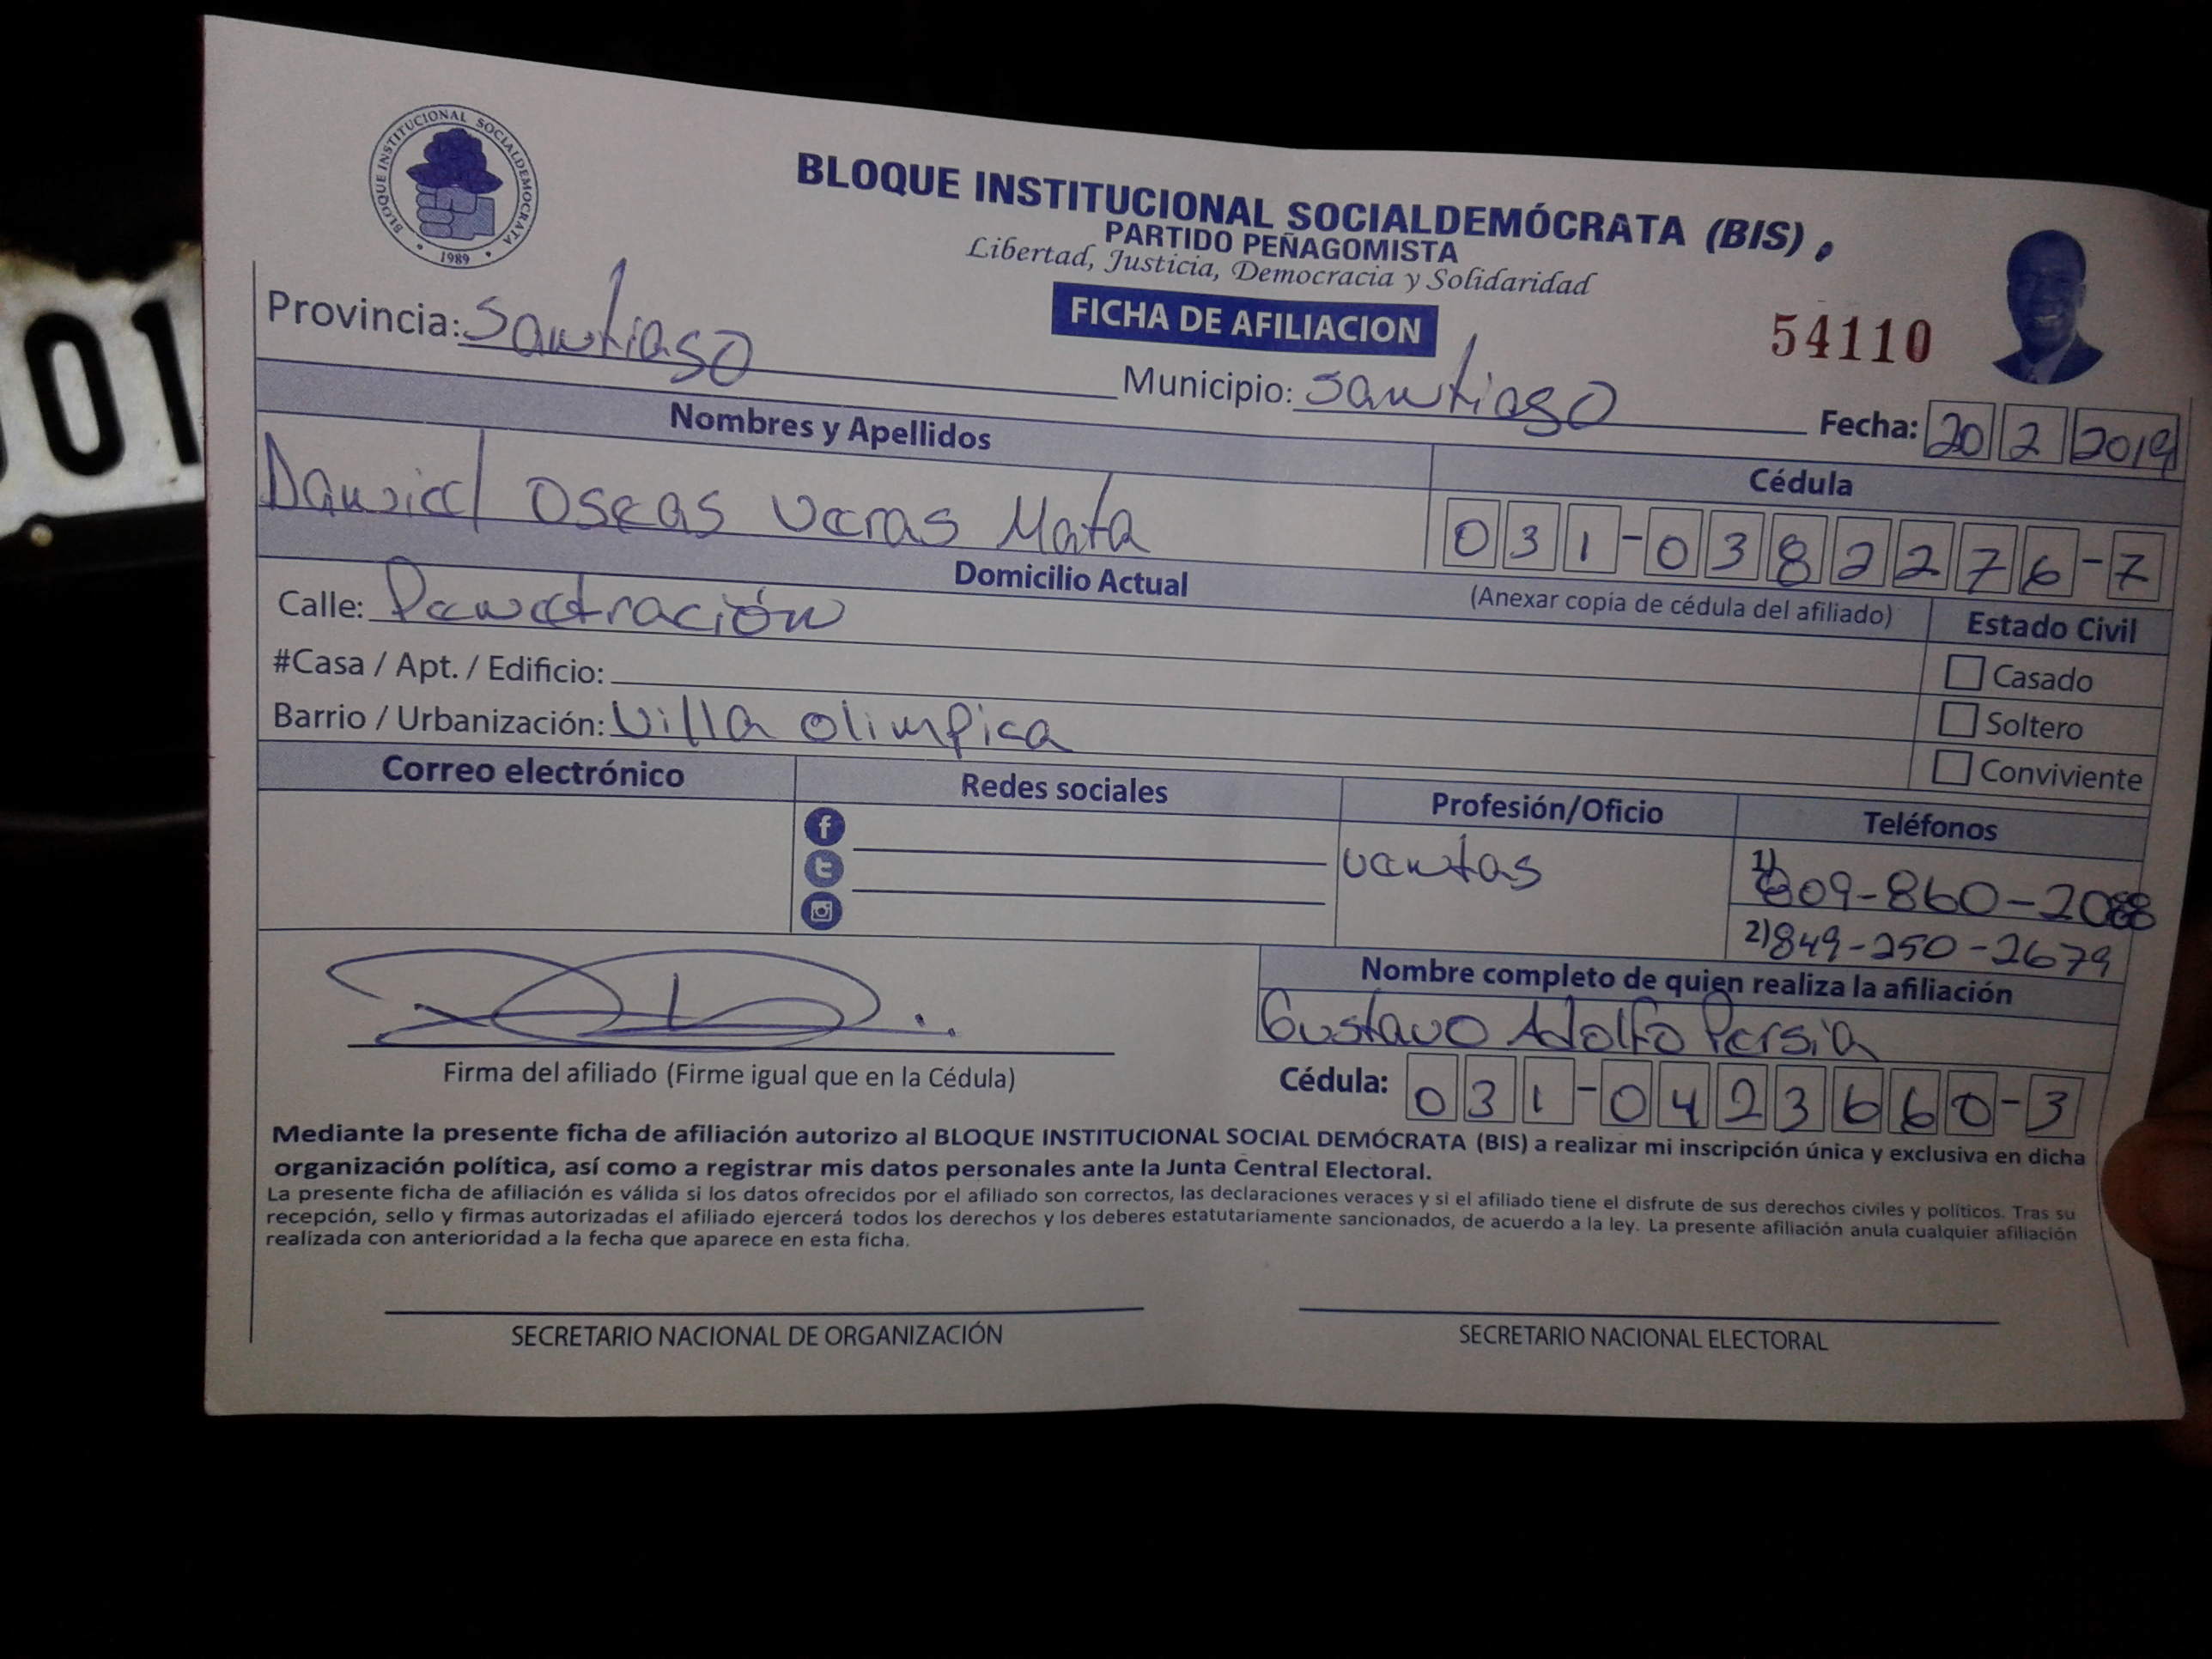 BLOQUE INSTITUCIONAL SOCIALDEMOCRATA
1989
BLOQUE INSTITUCIONAL SOCIALDEMÓCRATA (BIS),
PARTIDO PEÑAGOMISTA
Libertad, Justicia, Democracia y Solidaridad
FICHA DE AFILIACION
54110
01
Provincia: Santiago
Municipio: Santiago
Fecha: 20 2 2019
Nombres y Apellidos
Cédula
Daniel Oseas Veras Mata
031-0382276-7
Domicilio Actual
(Anexar copia de cédula del afiliado)
Estado Civil
Calle: Penetración
Casado
#Casa / Apt. / Edificio:
Soltero
Barrio / Urbanización: Villa Olimpica
Conviviente
Correo electrónico
Redes sociales
Profesión/Oficio
Teléfonos
ventas
1) 809-860-2088
2) 849-250-2679
Nombre completo de quien realiza la afiliación
Gustavo Adolfo Persia
Firma del afiliado (Firme igual que en la Cédula)
Cédula: 031-0423660-3
Mediante la presente ficha de afiliación autorizo al BLOQUE INSTITUCIONAL SOCIAL DEMÓCRATA (BIS) a realizar mi inscripción única y exclusiva en dicha
organización política, así como a registrar mis datos personales ante la Junta Central Electoral.
La presente ficha de afiliación es válida si los datos ofrecidos por el afiliado son correctos, las declaraciones veraces y si el afiliado tiene el disfrute de sus derechos civiles y políticos. Tras su
recepción, sello y firmas autorizadas el afiliado ejercerá todos los derechos y los deberes estatutariamente sancionados, de acuerdo a la ley. La presente afiliación anula cualquier afiliación
realizada con anterioridad a la fecha que aparece en esta ficha.
SECRETARIO NACIONAL DE ORGANIZACIÓN
SECRETARIO NACIONAL ELECTORAL